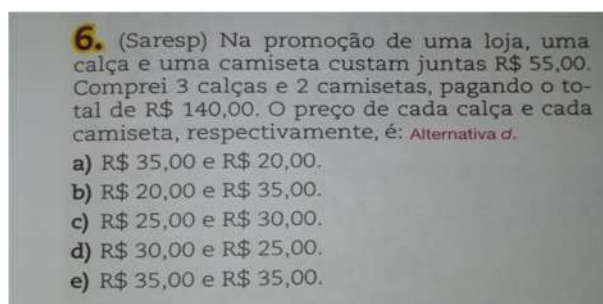 6. (Saresp) Na promoção de uma loja, uma
calça e uma camiseta custam juntas R$ 55,00.
Comprei 3 calças e 2 camisetas, pagando o to-
tal de R$ 140,00. O preço de cada calça e cada
camiseta, respectivamente, é: Alternativa d.
a) R$ 35,00 e R$ 20,00.
b) R$ 20,00 e R$ 35,00.
c) R$ 25,00 e R$ 30,00.
d) R$ 30,00 e R$ 25,00.
e) R$ 35,00 e R$ 35,00.